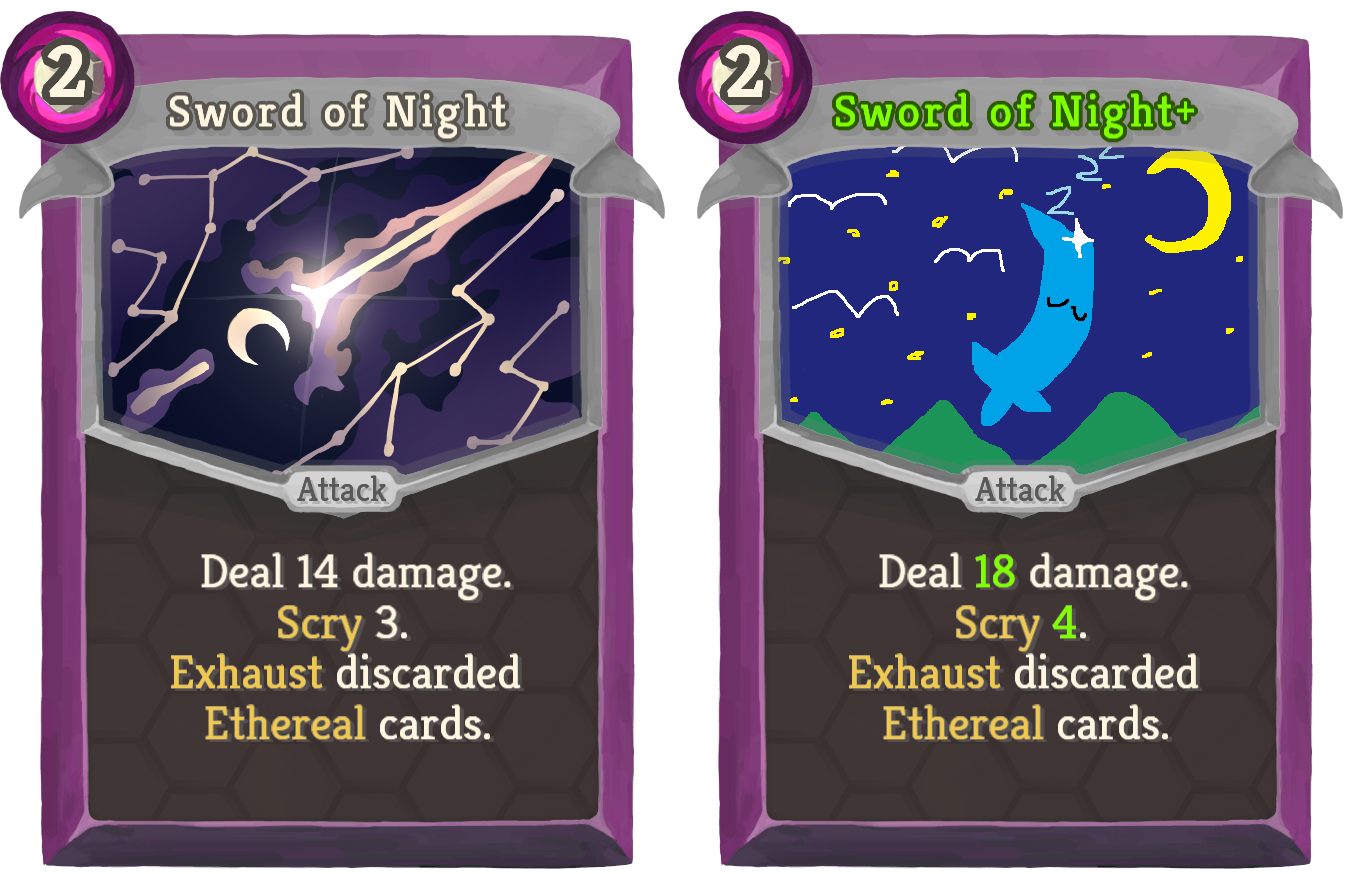 2
Sword of Night
Attack
Deal 14 damage.
Scry 3.
Exhaust discarded
Ethereal cards.
2
Sword of Night+
z z z
Attack
Deal 18 damage.
Scry 4.
Exhaust discarded
Ethereal cards.